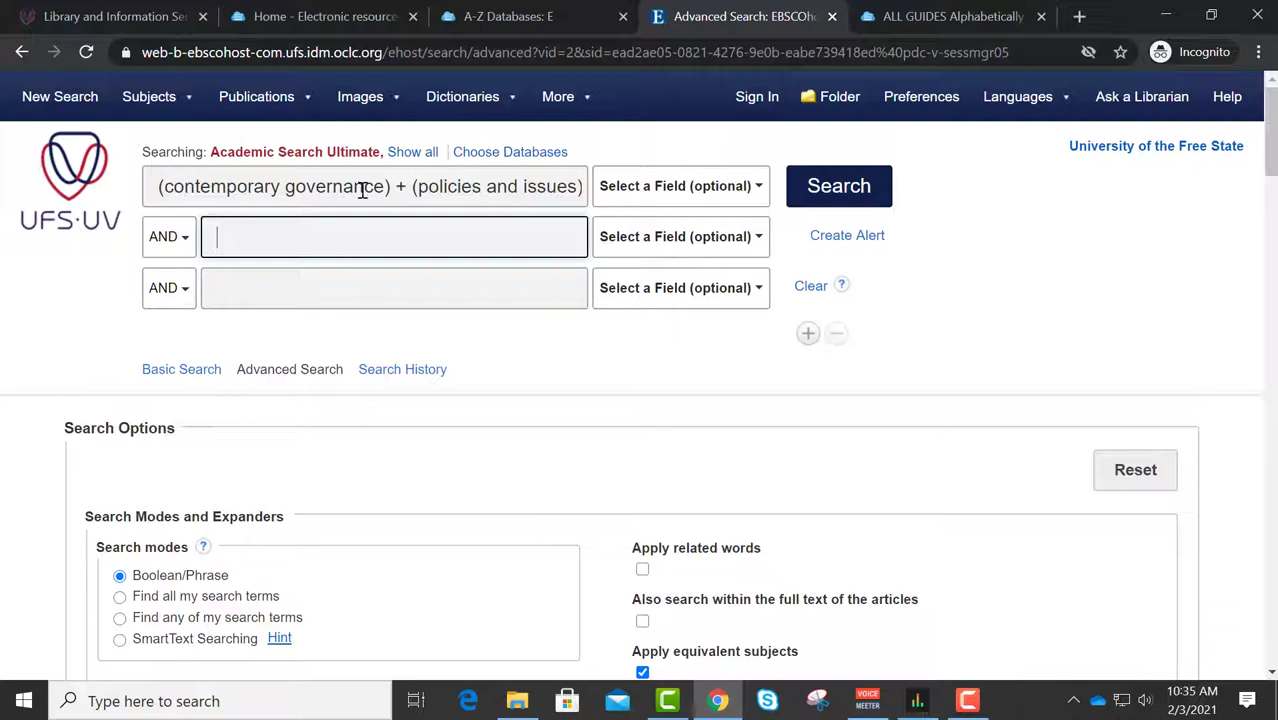 Library and Information Se
Home - Electronic resource
A-Z Databases: E
Advanced Search: EBSCOh
ALL GUIDES Alphabetically
web-b-ebscohost-com.ufs.idm.oclc.org/ehost/search/advanced?vid=2&sid=ead2ae05-0821-4276-9e0b-eabe739418ed%40pdc-v-sessmgr05
Incognito
New Search
Subjects
Publications
Images
Dictionaries
More
Sign In
Folder
Preferences
Languages
Ask a Librarian
Help
Searching: Academic Search Ultimate, Show all
Choose Databases
University of the Free State
UFS·UV
(contemporary governance) + (policies and issues)
Select a Field (optional)
Search
AND
Select a Field (optional)
Create Alert
AND
Select a Field (optional)
Clear ?
Basic Search
Advanced Search
Search History
Search Options
Reset
Search Modes and Expanders
Search modes ?
Boolean/Phrase
Find all my search terms
Find any of my search terms
SmartText Searching Hint
Apply related words
Also search within the full text of the articles
Apply equivalent subjects
Type here to search
VOICE
MEETER
10:35 AM
2/3/2021